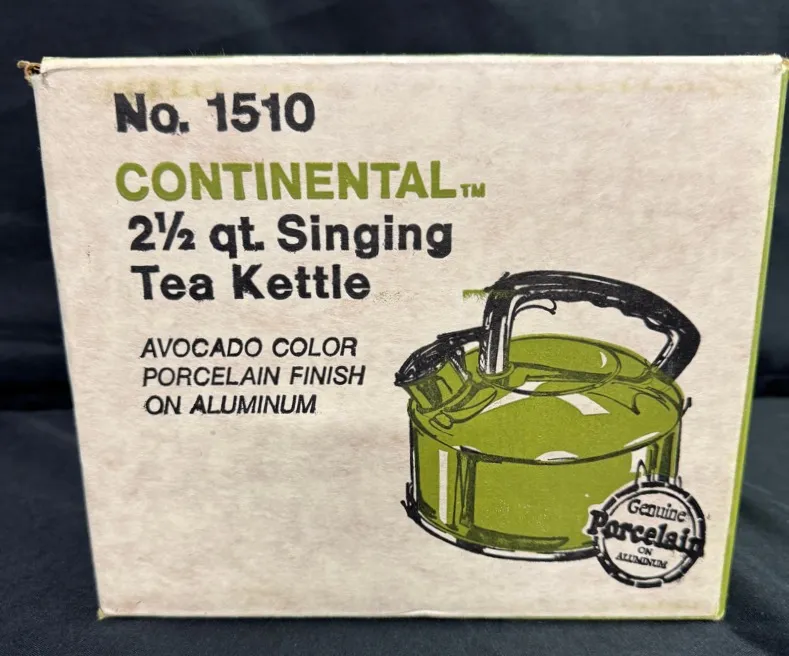 No. 1510
CONTINENTAL™
2½ qt. Singing
Tea Kettle
AVOCADO COLOR
PORCELAIN FINISH
ON ALUMINUM
Genuine
Porcelain
ON
ALUMINUM